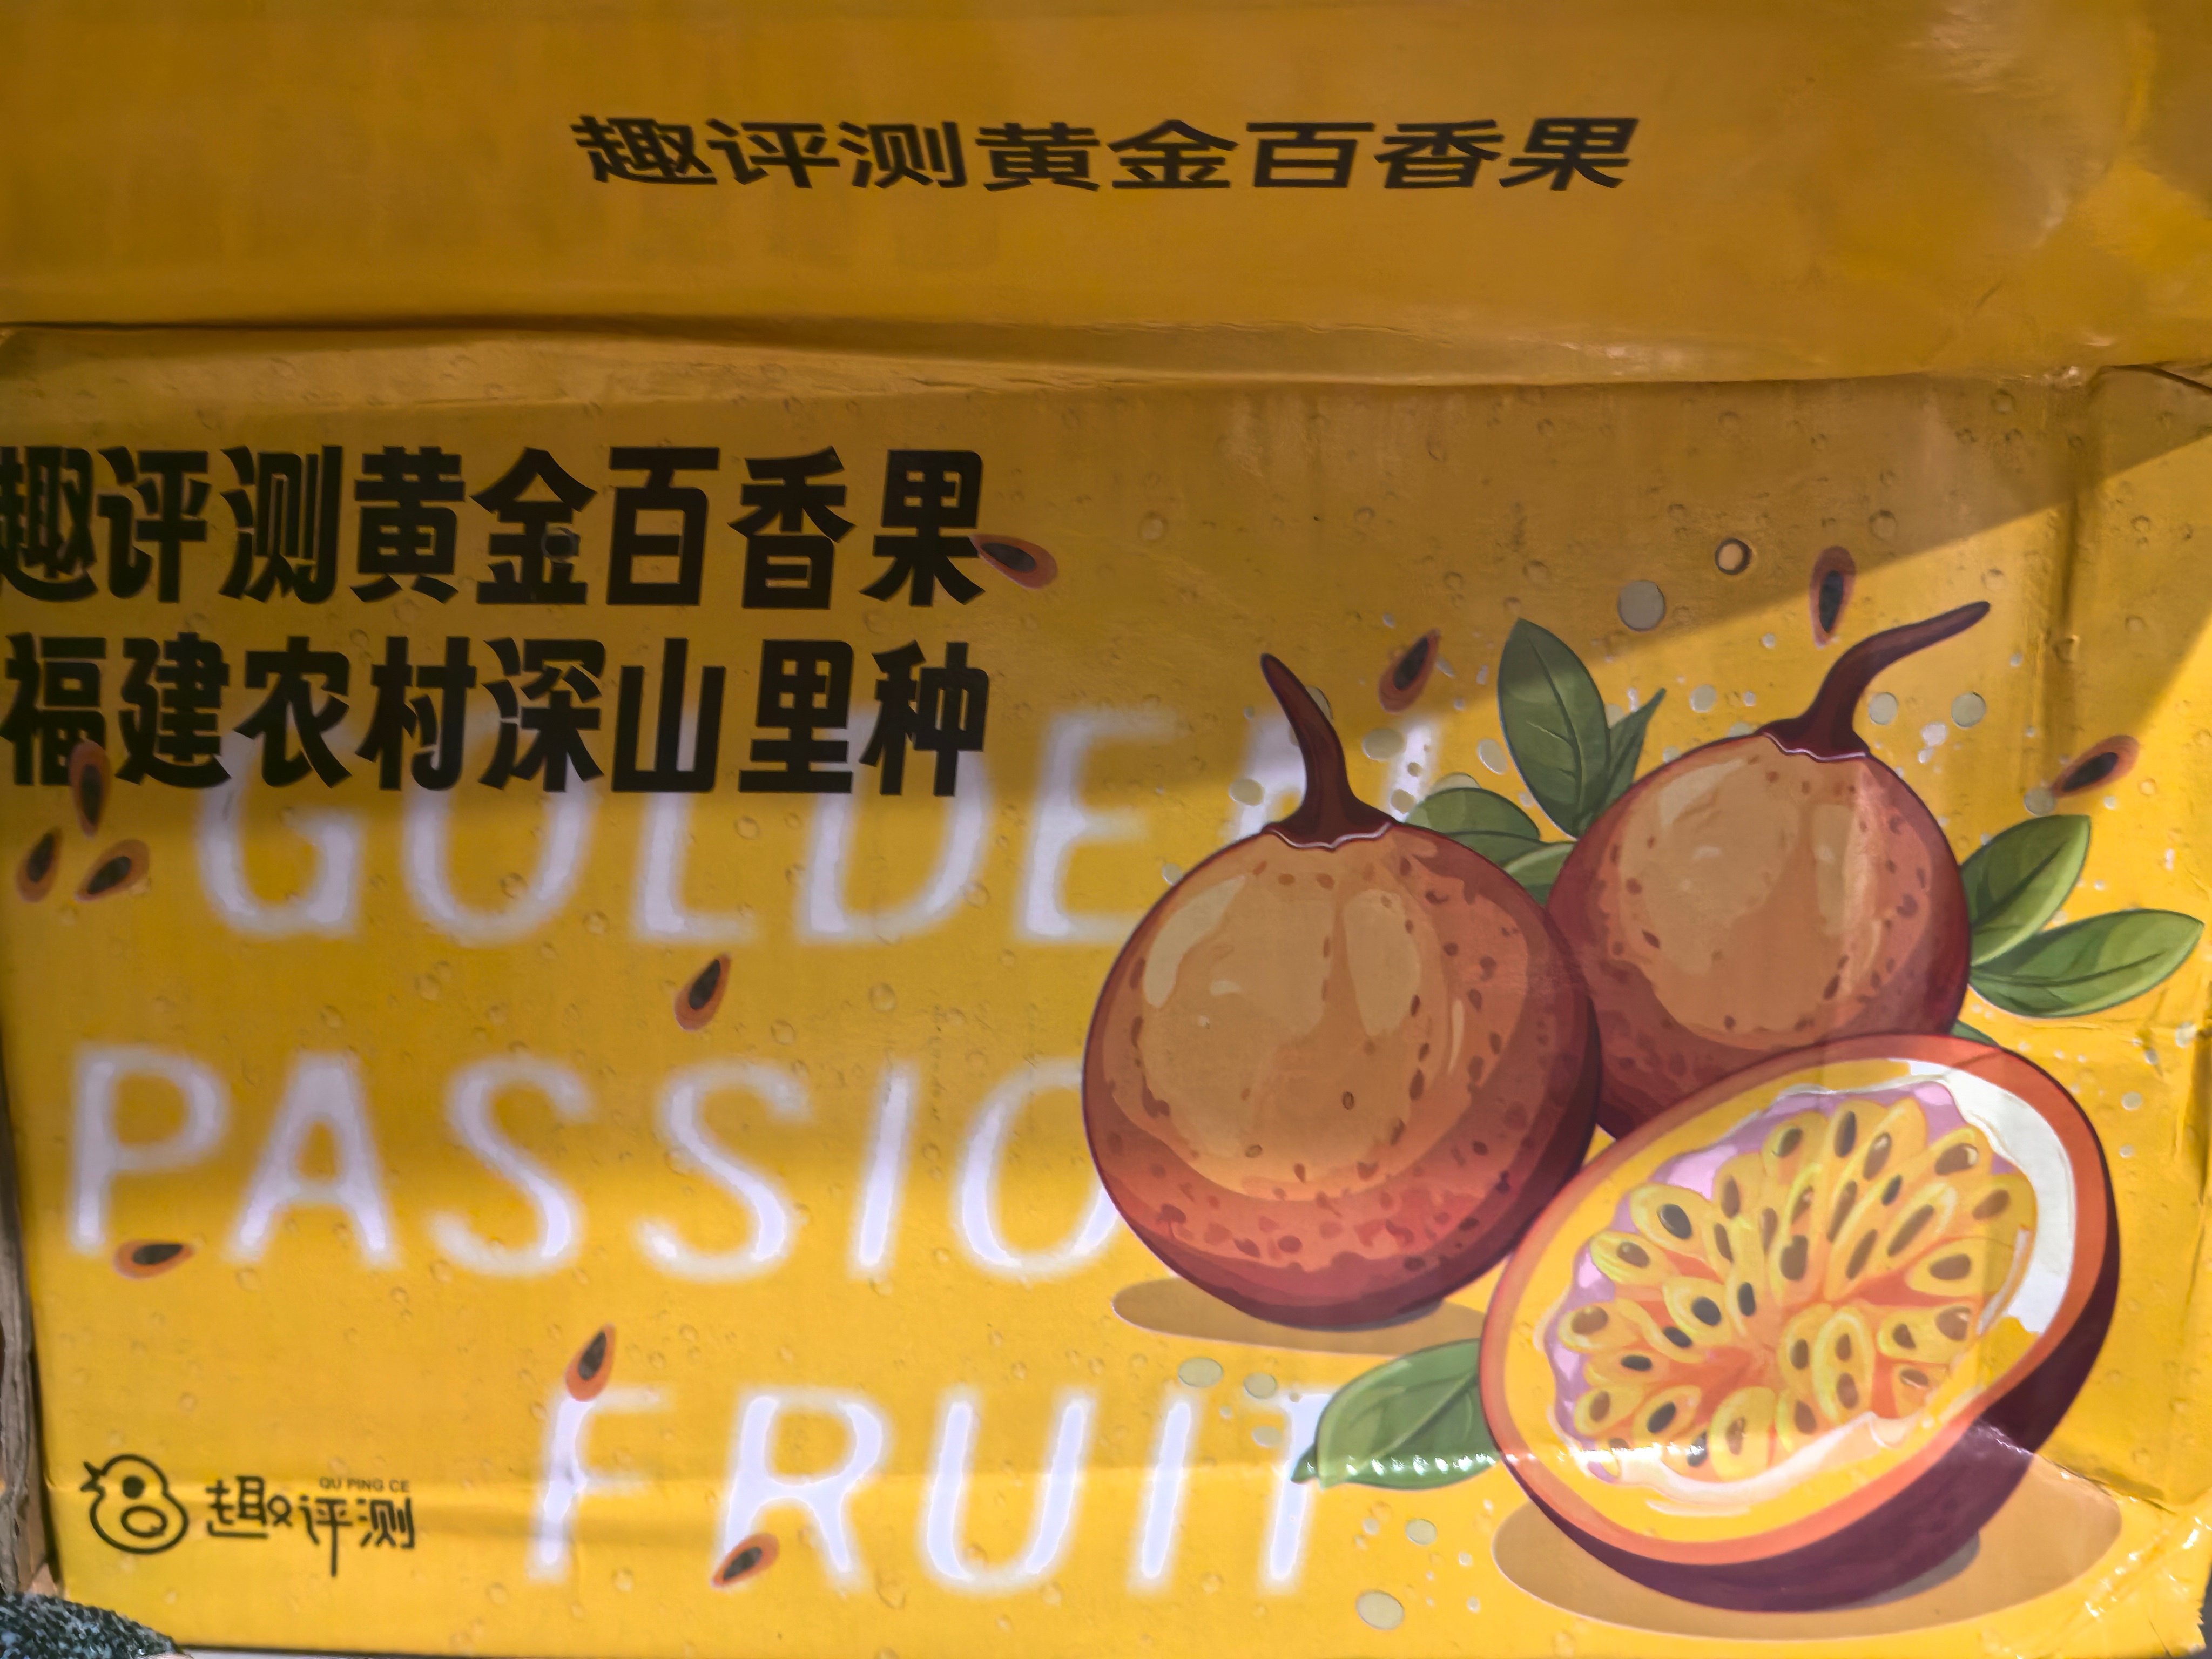 趣评测黄金百香果
趣评测黄金百香果
福建农村深山里种
GOLDEN
PASSIO
FRUIT
QU PING CE
趣评测